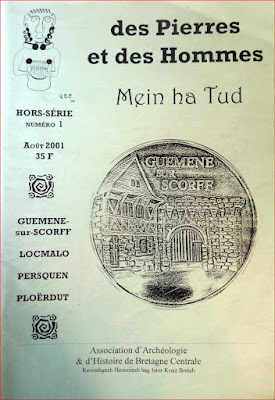 des Pierres
et des Hommes
Mein ha Tud
HORS-SÉRIE
NUMÉRO 1
AOUT 2001
35 F
GUEMENE-
sur-SCORFF
LOCMALO
PERSQUEN
PLOËRDUT
GUEMENE
SUR
SCORFF
Association d'Archéologie
& d'Histoire de Bretagne Centrale